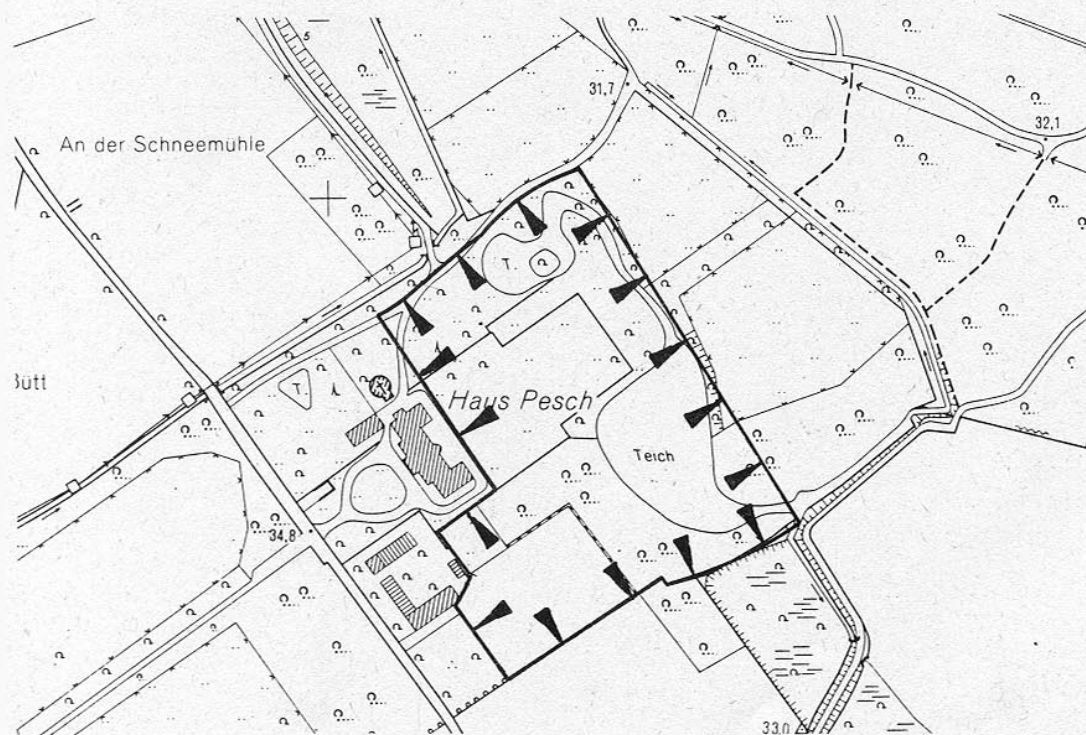 5
31,7
32,1
An der Schneemühle
T.
Bütt
T.
Haus Pesch
Teich
34,8
33,0